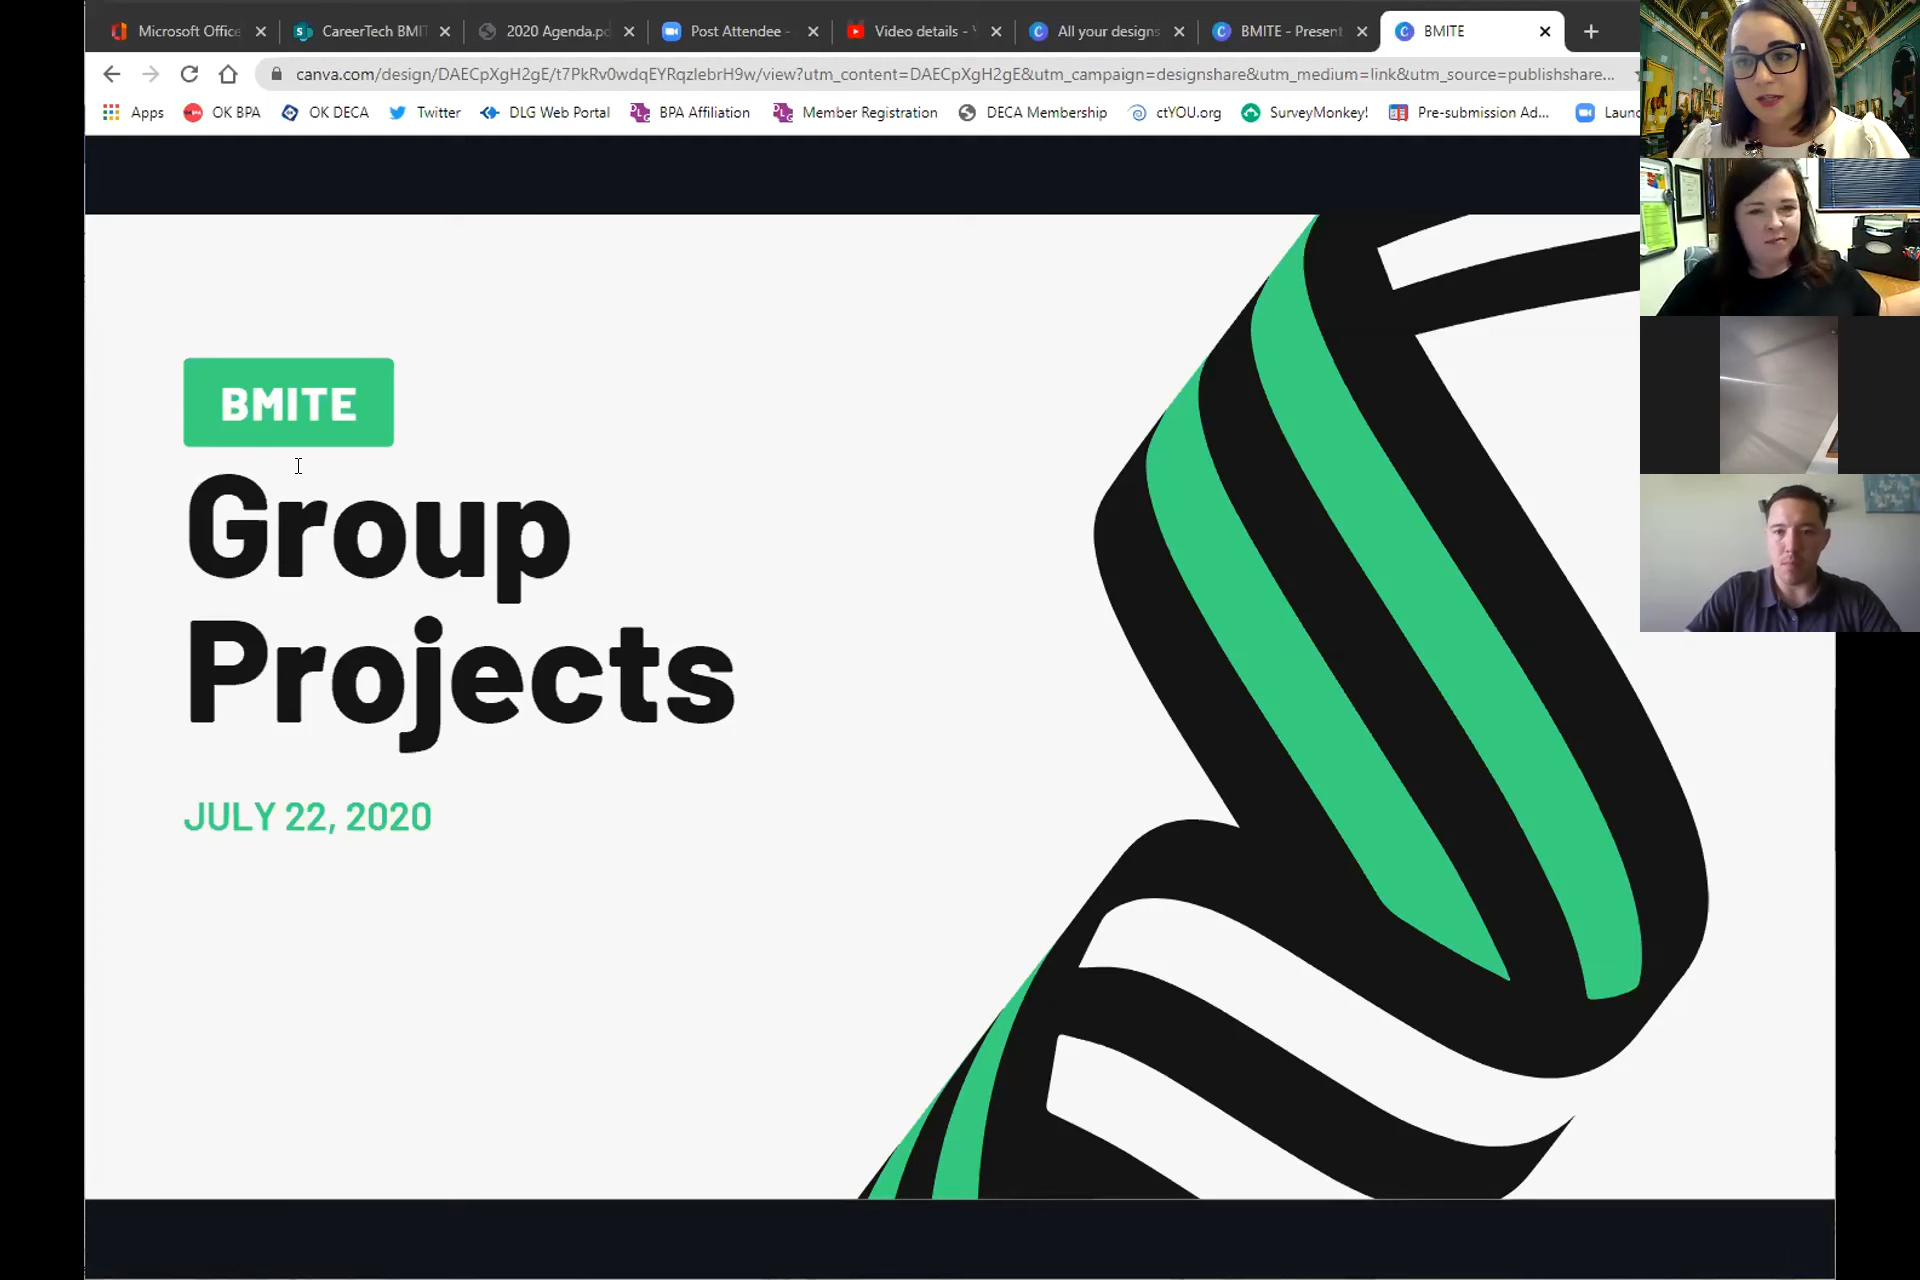 Microsoft Office
CareerTech BMIT
2020 Agenda.pd
Post Attendee -
Video details -
All your designs
BMITE - Present
BMITE
canva.com/design/DAECpXgH2gE/t7PkRv0wdqEYRqzlebrH9w/view?utm_content=DAECpXgH2gE&utm_campaign=designshare&utm_medium=link&utm_source=publishshare...
Apps
OK BPA
OK DECA
Twitter
DLG Web Portal
BPA Affiliation
Member Registration
DECA Membership
ctYOU.org
SurveyMonkey!
Pre-submission Ad...
Laun
BMITE
Group
Projects
JULY 22, 2020